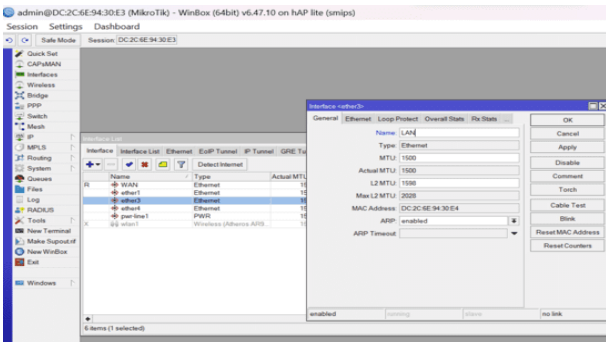 admin@DC:2C:6E:94:30:E3 (MikroTik) - WinBox (64bit) v6.47.10 on hAP lite (smips)
Session Settings Dashboard
Safe Mode Session: DC:2C:6E:94:30:E3
Quick Set
CAPsMAN
Interfaces
Wireless
Bridge
PPP
Switch
Mesh
IP
MPLS
Routing
System
Queues
Files
Log
RADIUS
Tools
New Terminal
Make Supout.rif
New WinBox
Exit
Windows
Interface List
Interface Interface List Ethernet EoIP Tunnel IP Tunnel GRE Tu
Detect Internet
Name Type Actual MTU
R WAN Ethernet 15
ether1 Ethernet 15
ether3 Ethernet 15
ether4 Ethernet 15
pwr-line1 PWR 15
X wlan1 Wireless (Atheros AR9... 15
6 items (1 selected)
Interface <ether3>
General Ethernet Loop Protect Overall Stats Rx Stats ...
Name: LAN
Type: Ethernet
MTU: 1500
Actual MTU: 1500
L2 MTU: 1598
Max L2 MTU: 2028
MAC Address: DC:2C:6E:94:30:E4
ARP: enabled
ARP Timeout:
OK
Cancel
Apply
Disable
Comment
Torch
Cable Test
Blink
Reset MAC Address
Reset Counters
enabled running slave no link